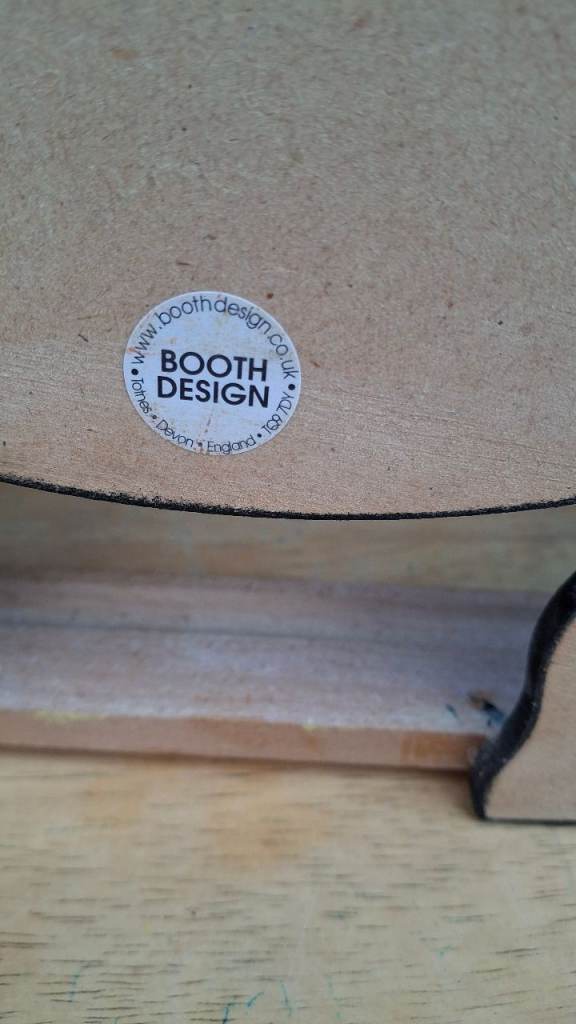 www.boothdesign.co.uk
BOOTH
DESIGN
• Totnes • Devon • England • TQ9 7DY •